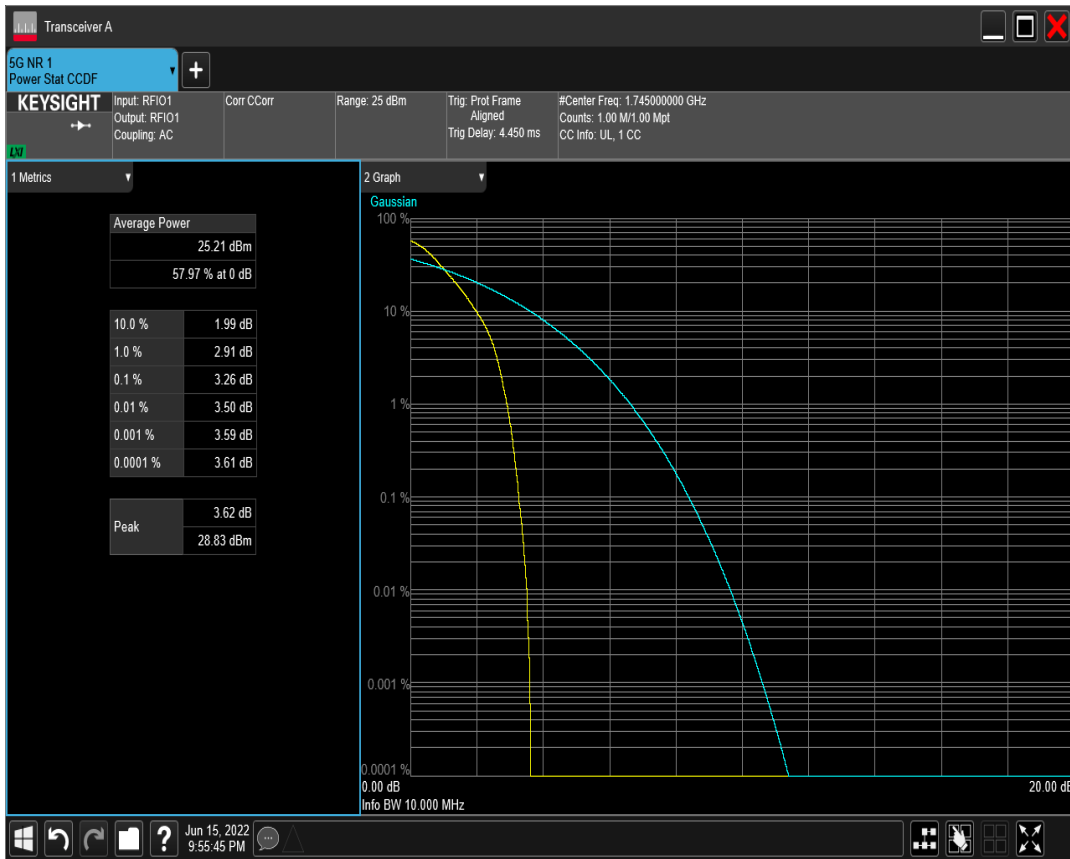 Transceiver A
5G NR 1
Power Stat CCDF
KEYSIGHT
LXI
Input: RFIO1
Output: RFIO1
Coupling: AC
Corr CCorr
Range: 25 dBm
Trig: Prot Frame
Aligned
Trig Delay: 4.450 ms
#Center Freq: 1.745000000 GHz
Counts: 1.00 M/1.00 Mpt
CC Info: UL, 1 CC
1 Metrics
Average Power
25.21 dBm
57.97 % at 0 dB
10.0 % 1.99 dB
1.0 % 2.91 dB
0.1 % 3.26 dB
0.01 % 3.50 dB
0.001 % 3.59 dB
0.0001 % 3.61 dB
Peak
3.62 dB
28.83 dBm
2 Graph
Gaussian
100 %
10 %
1 %
0.1 %
0.01 %
0.001 %
0.0001 %
0.00 dB 20.00 dB
Info BW 10.000 MHz
Jun 15, 2022
9:55:45 PM